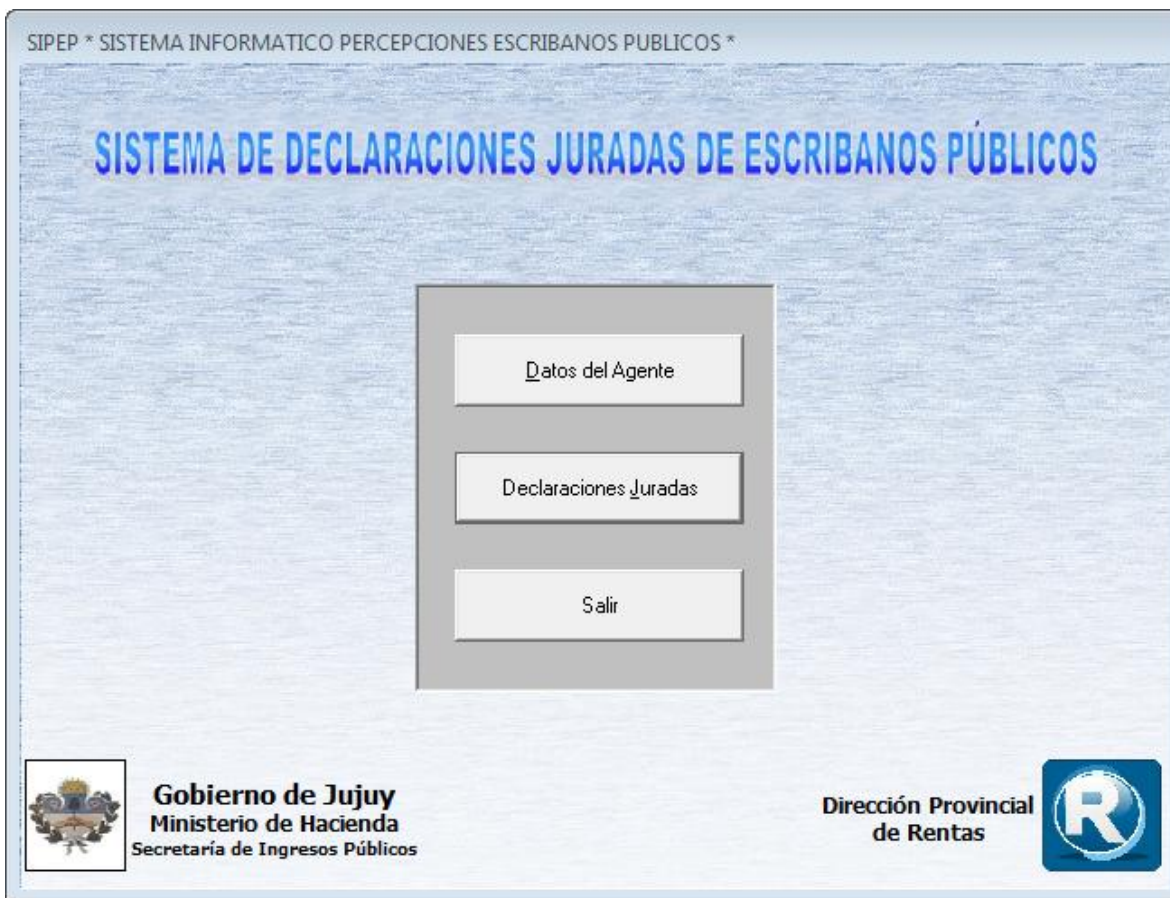 SIPEP * SISTEMA INFORMATICO PERCEPCIONES ESCRIBANOS PUBLICOS *
SISTEMA DE DECLARACIONES JURADAS DE ESCRIBANOS PÚBLICOS
Datos del Agente
Declaraciones Juradas
Salir
Gobierno de Jujuy
Ministerio de Hacienda
Secretaría de Ingresos Públicos
Dirección Provincial
de Rentas
R